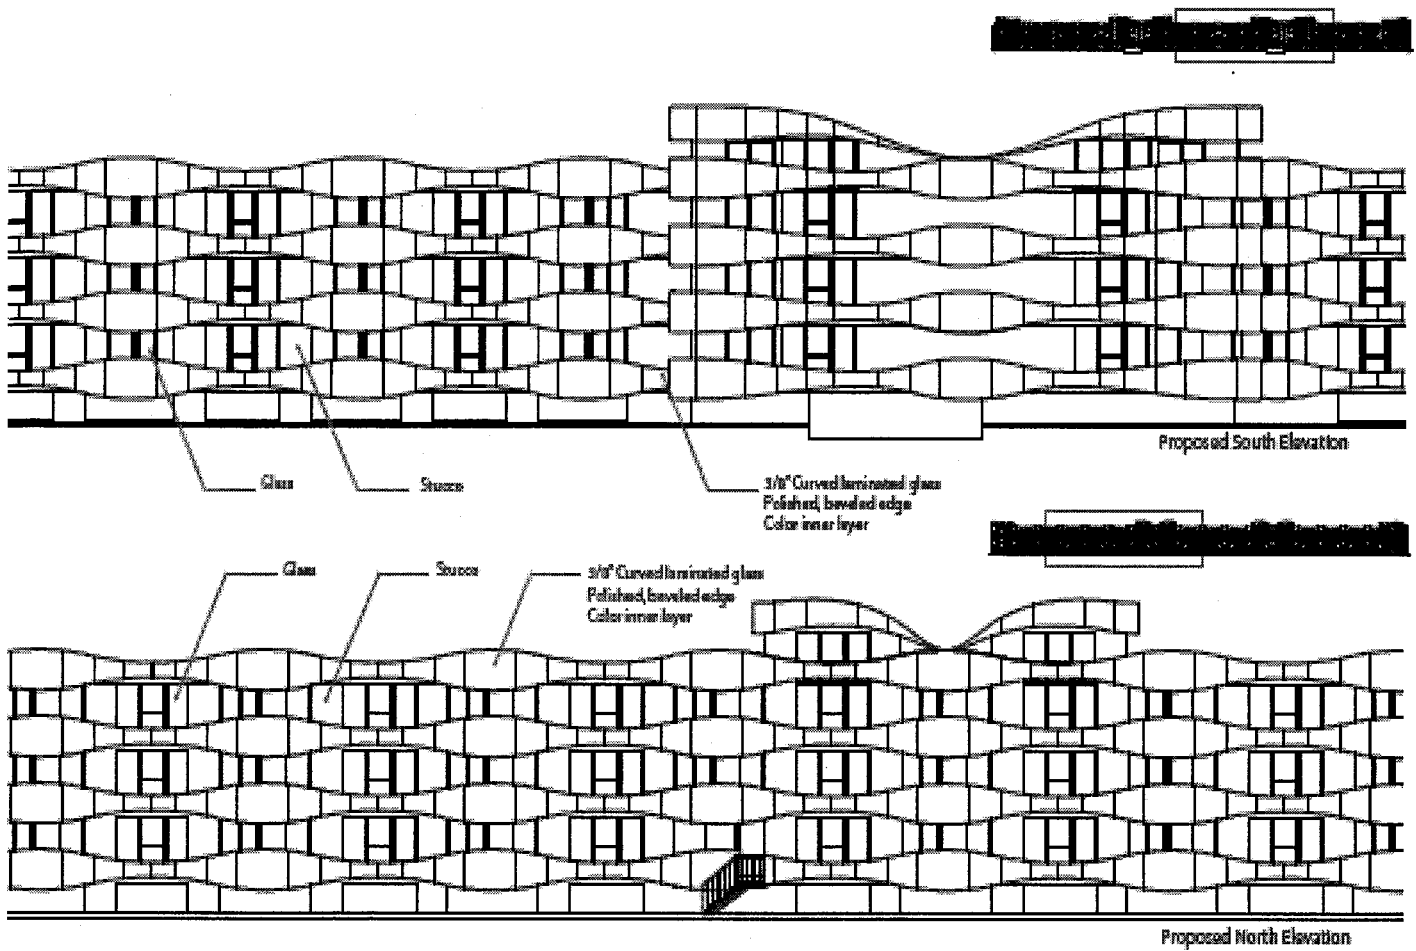 Proposed South Elevation
Glass
Stucco
3/8" Curved laminated glass
Polished, beveled edge
Color inner layer
Glass
Stucco
3/8" Curved laminated glass
Polished, beveled edge
Color inner layer
Proposed North Elevation